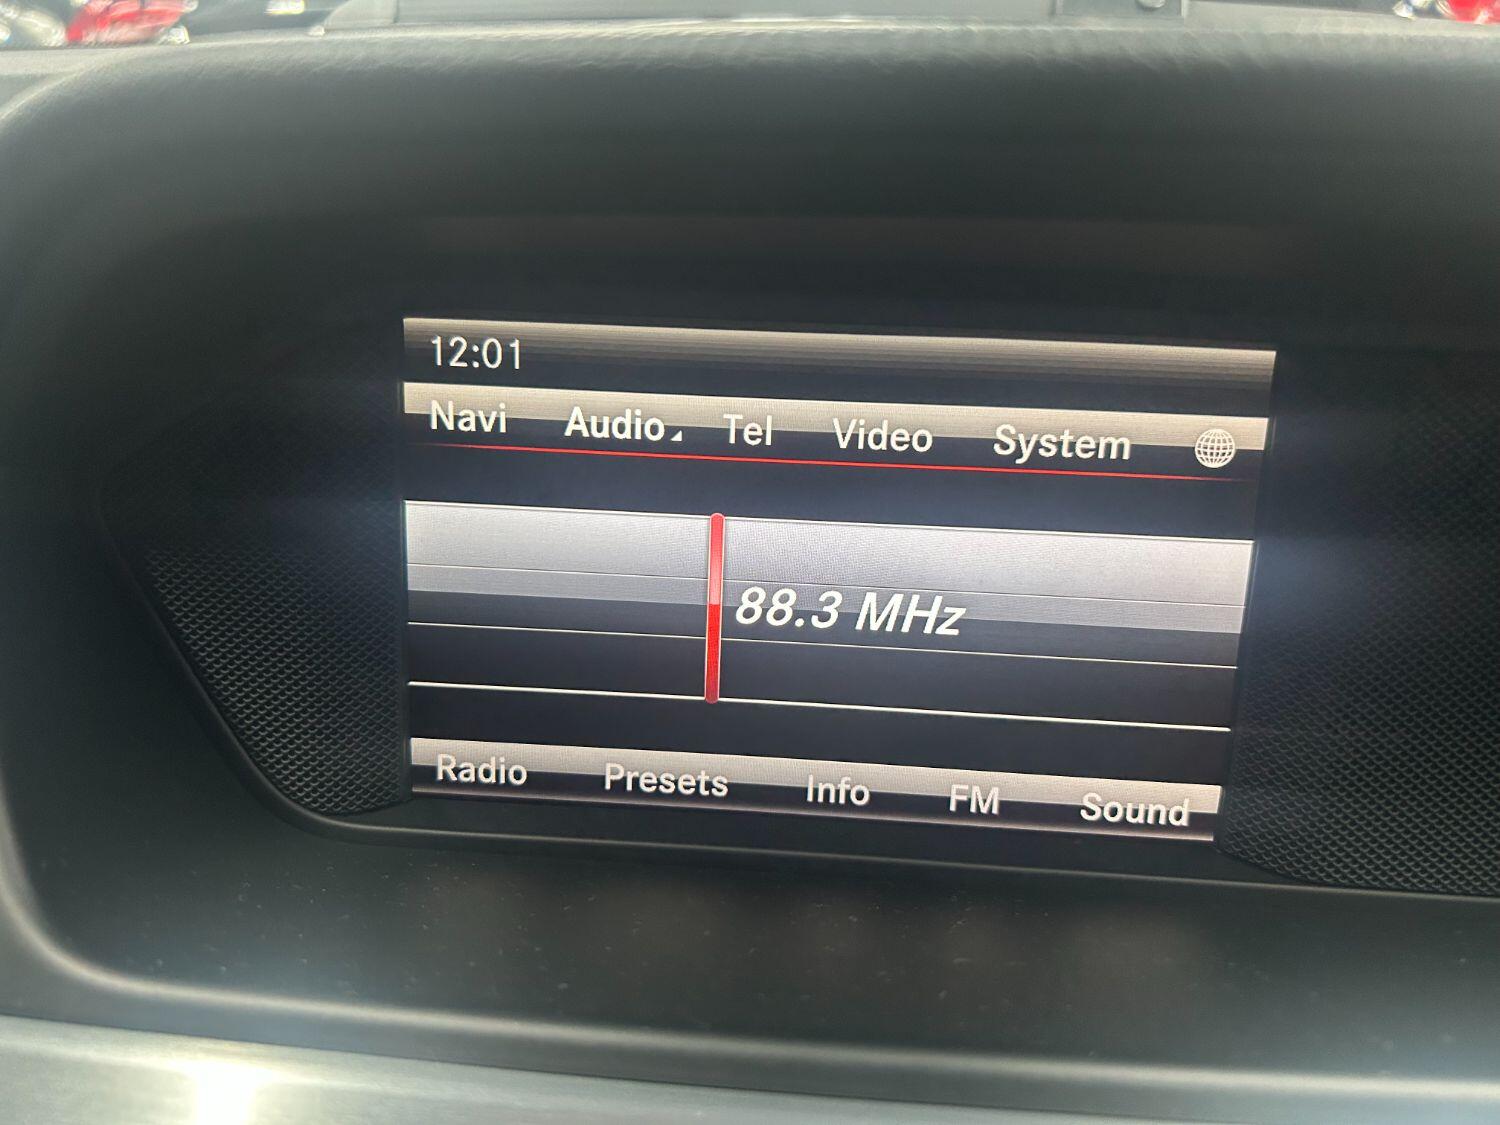 12:01
Navi Audio Tel Video System
88.3 MHz
Radio Presets Info FM Sound